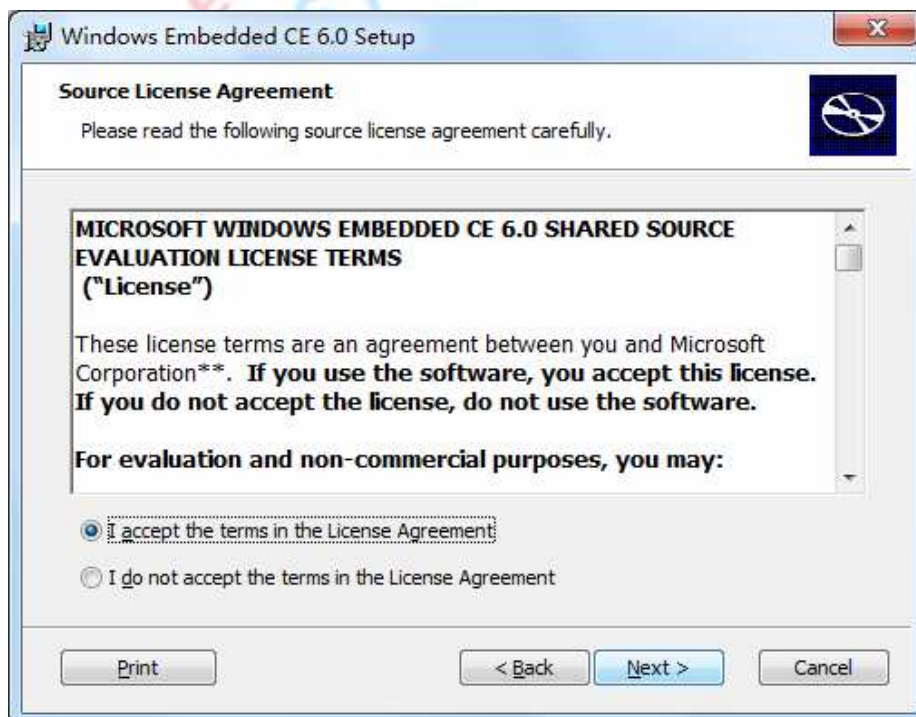 Windows Embedded CE 6.0 Setup
Source License Agreement
Please read the following source license agreement carefully.
MICROSOFT WINDOWS EMBEDDED CE 6.0 SHARED SOURCE
EVALUATION LICENSE TERMS
("License")
These license terms are an agreement between you and Microsoft
Corporation**.  If you use the software, you accept this license.
If you do not accept the license, do not use the software.
For evaluation and non-commercial purposes, you may:
I accept the terms in the License Agreement
I do not accept the terms in the License Agreement
Print
< Back
Next >
Cancel